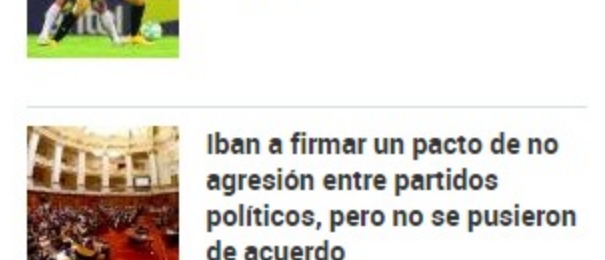 Iban a firmar un pacto de no
agresión entre partidos
políticos, pero no se pusieron
de acuerdo